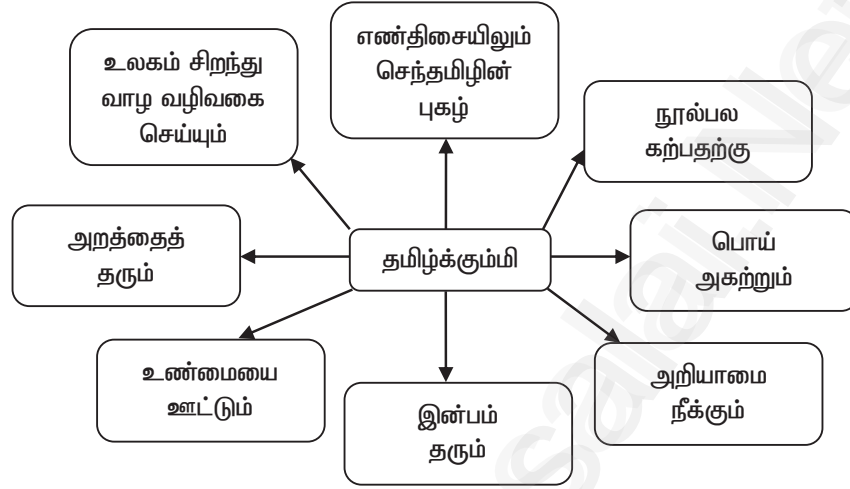 உலகம் சிறந்து
வாழ வழிவகை
செய்யும்
எண்திசையிலும்
செந்தமிழின்
புகழ்
நூல்பல
கற்பதற்கு
அறத்தைத்
தரும்
தமிழ்க்கும்மி
பொய்
அகற்றும்
உண்மையை
ஊட்டும்
இன்பம்
தரும்
அறியாமை
நீக்கும்